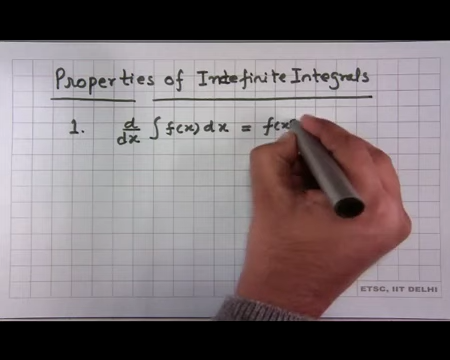 Properties of Indefinite Integrals
1. d/dx ∫ f(x) dx = f(x)
ETSC, IIT DELHI